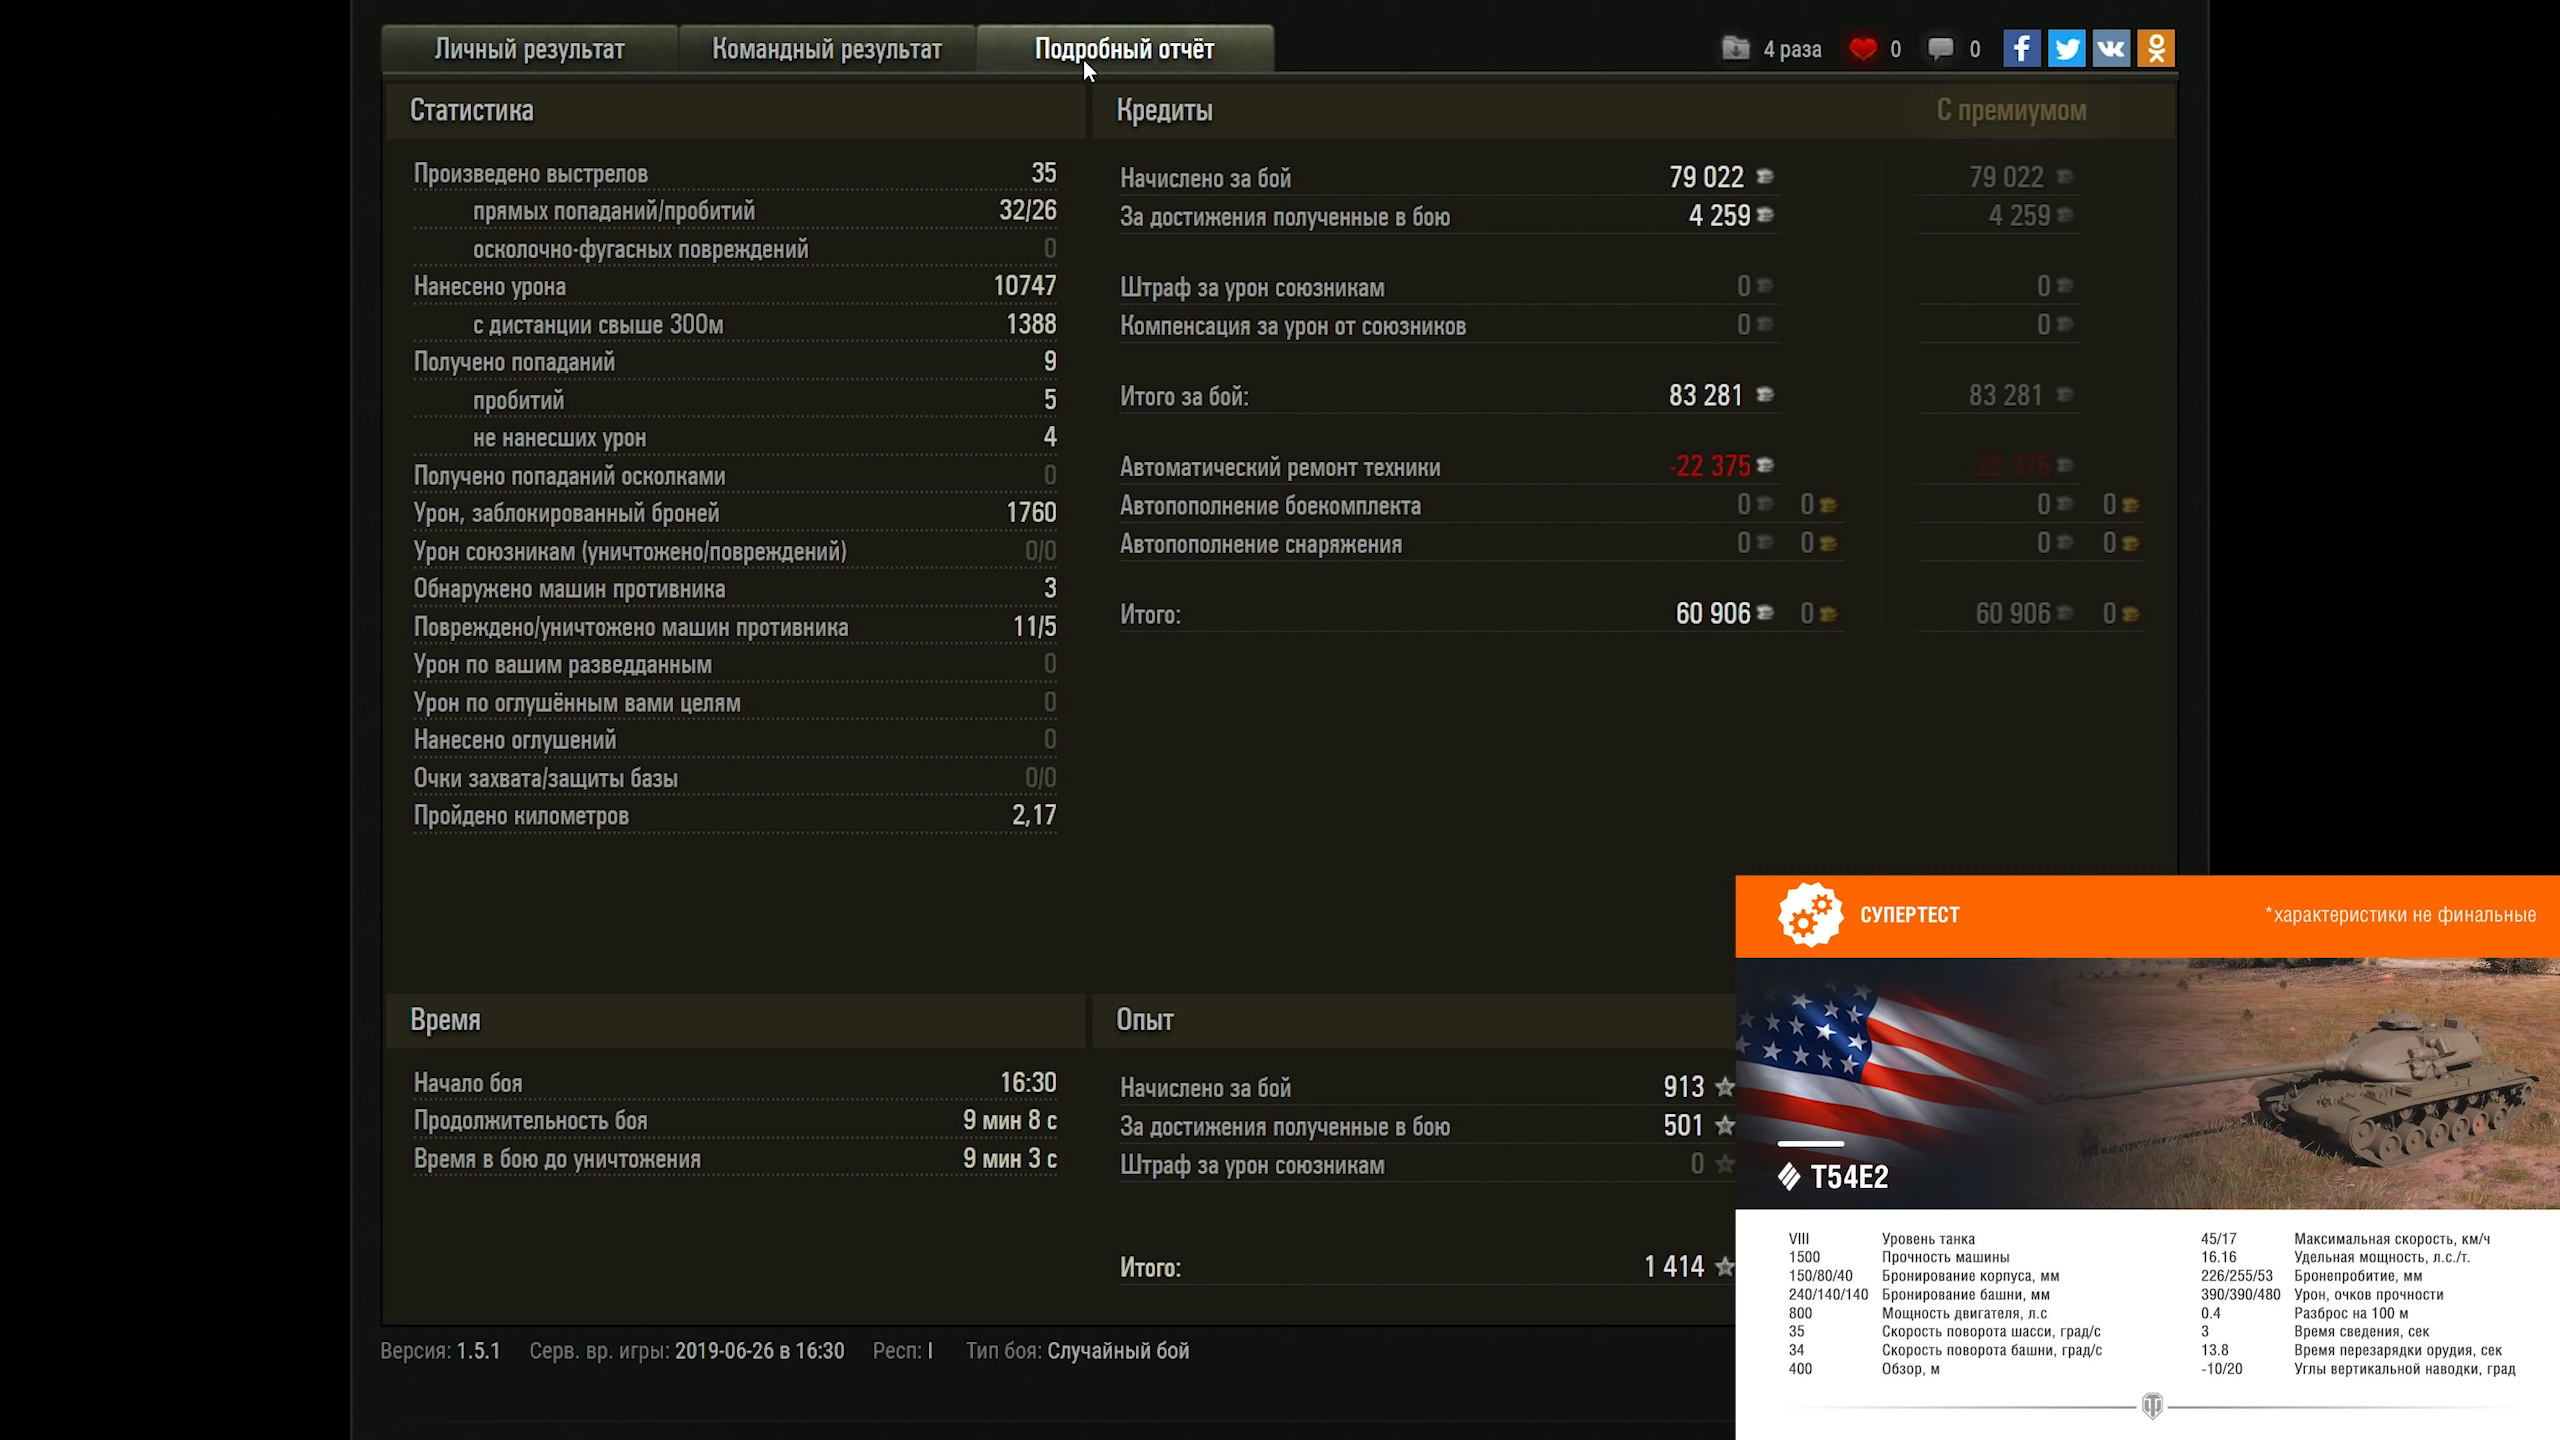 Личный результат
Командный результат
Подробный отчёт
4 раза
0
0
Статистика
Произведено выстрелов 35
прямых попаданий/пробитий 32/26
осколочно-фугасных повреждений 0
Нанесено урона 10747
с дистанции свыше 300м 1388
Получено попаданий 9
пробитий 5
не нанесших урон 4
Получено попаданий осколками 0
Урон, заблокированный броней 1760
Урон союзникам (уничтожено/повреждений) 0/0
Обнаружено машин противника 3
Повреждено/уничтожено машин противника 11/5
Урон по вашим разведданным 0
Урон по оглушённым вами целям 0
Нанесено оглушений 0
Очки захвата/защиты базы 0/0
Пройдено километров 2,17
Кредиты С премиумом
Начислено за бой 79 022 79 022
За достижения полученные в бою 4 259 4 259
Штраф за урон союзникам 0 0
Компенсация за урон от союзников 0 0
Итого за бой: 83 281 83 281
Автоматический ремонт техники -22 375 -22 375
Автопополнение боекомплекта 0 0 0 0
Автопополнение снаряжения 0 0 0 0
Итого: 60 906 0 60 906 0
Время
Начало боя 16:30
Продолжительность боя 9 мин 8 с
Время в бою до уничтожения 9 мин 3 с
Опыт
Начислено за бой 913
За достижения полученные в бою 501
Штраф за урон союзникам 0
Итого: 1 414
Версия: 1.5.1 Серв. вр. игры: 2019-06-26 в 16:30 Респ: I Тип боя: Случайный бой
СУПЕРТЕСТ
*характеристики не финальные
T54E2
VIII Уровень танка
1500 Прочность машины
150/80/40 Бронирование корпуса, мм
240/140/140 Бронирование башни, мм
800 Мощность двигателя, л.с
35 Скорость поворота шасси, град/с
34 Скорость поворота башни, град/с
400 Обзор, м
45/17 Максимальная скорость, км/ч
16.16 Удельная мощность, л.с./т.
226/255/53 Бронепробитие, мм
390/390/480 Урон, очков прочности
0.4 Разброс на 100 м
3 Время сведения, сек
13.8 Время перезарядки орудия, сек
-10/20 Углы вертикальной наводки, град